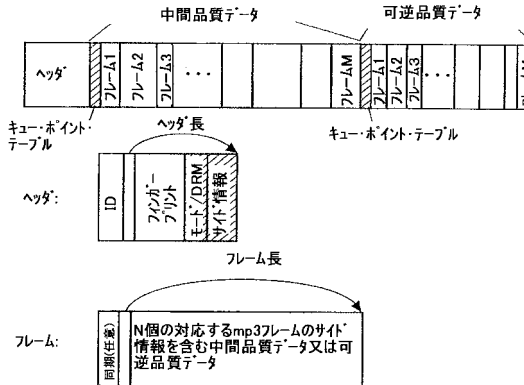 中間品質データ
可逆品質データ
ヘッダ
フレーム1
フレーム2
フレーム3
・・・
フレームM
フレーム1
フレーム2
フレーム3
・・・
キュー・ポイント・
テーブル
キュー・ポイント・テーブル
ヘッダ長
ヘッダ:
ID
フィンガー
プリント
モード/DRM
サイド情報
フレーム長
フレーム:
同期(任意)
N個の対応するmp3フレームのサイド
情報を含む中間品質データ又は可
逆品質データ